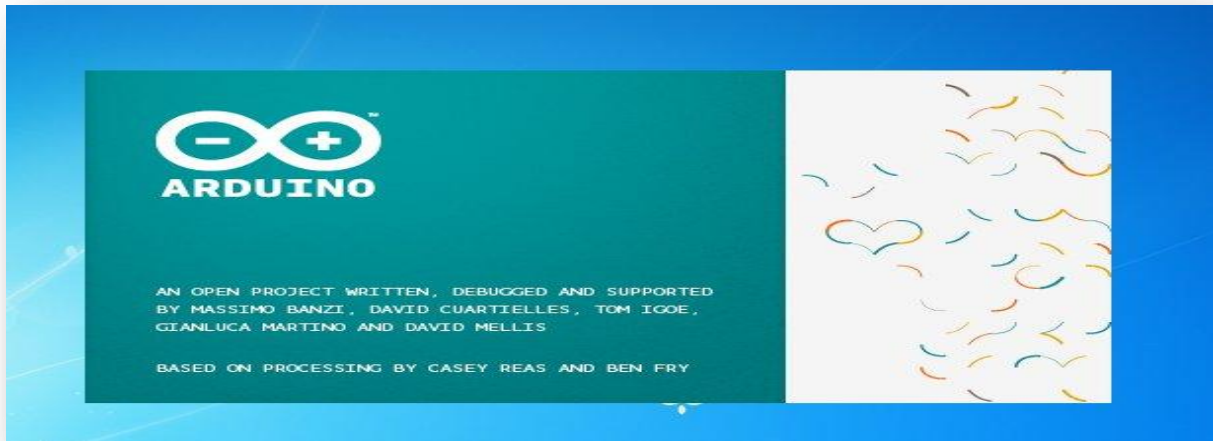 ARDUINO
AN OPEN PROJECT WRITTEN, DEBUGGED AND SUPPORTED
BY MASSIMO BANZI, DAVID CUARTIELLES, TOM IGOE,
GIANLUCA MARTINO AND DAVID MELLIS
BASED ON PROCESSING BY CASEY REAS AND BEN FRY